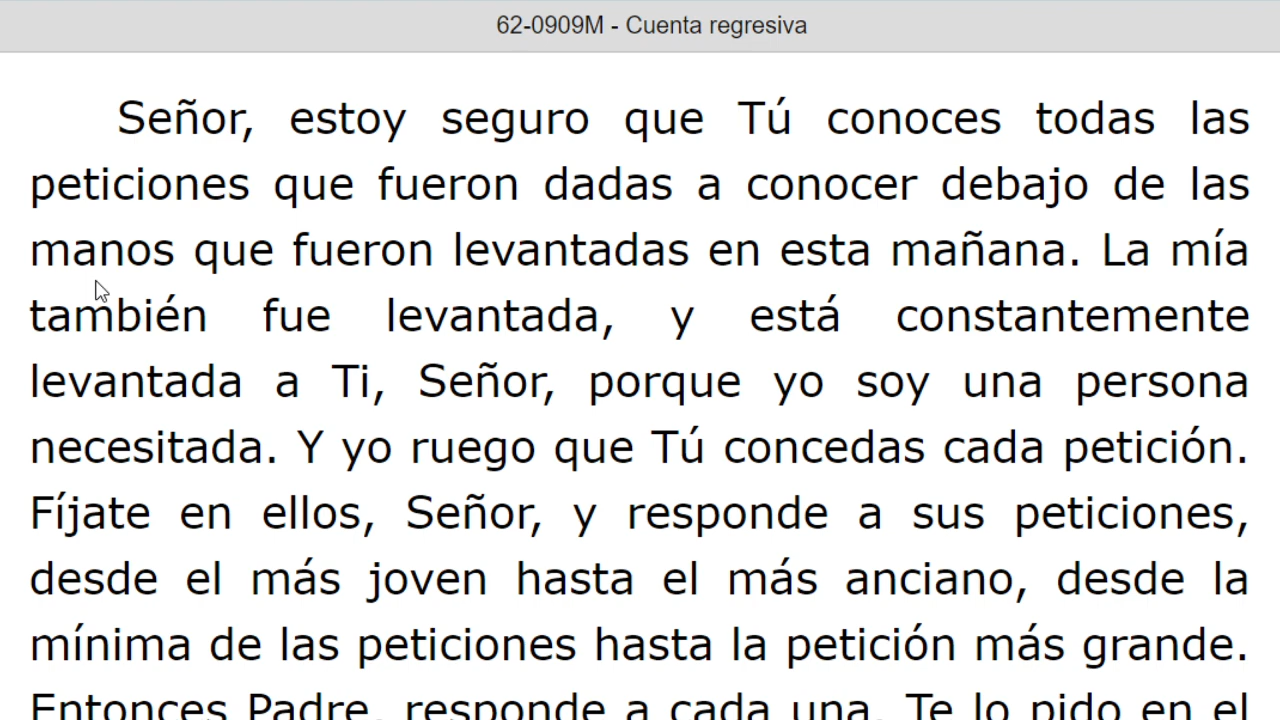 62-0909M - Cuenta regresiva
Señor, estoy seguro que Tú conoces todas las
peticiones que fueron dadas a conocer debajo de las
manos que fueron levantadas en esta mañana. La mía
también fue levantada, y está constantemente
levantada a Ti, Señor, porque yo soy una persona
necesitada. Y yo ruego que Tú concedas cada petición.
Fíjate en ellos, Señor, y responde a sus peticiones,
desde el más joven hasta el más anciano, desde la
mínima de las peticiones hasta la petición más grande.
Entonces Padre, responde a cada una. Te lo pido en el